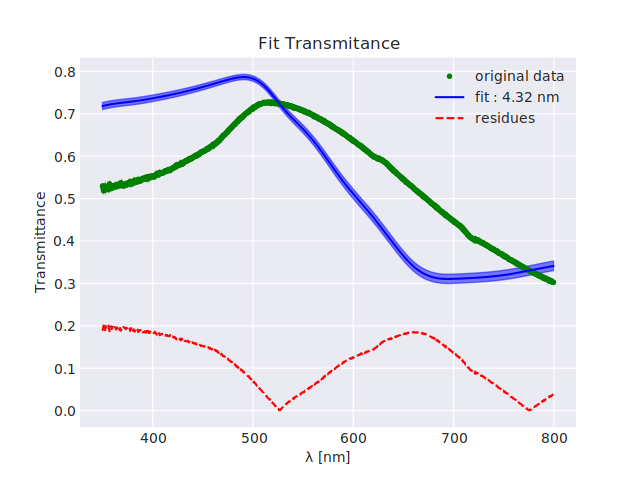 Fit Transmitance
original data
fit : 4.32 nm
residues
Transmittance
0.8
0.7
0.6
0.5
0.4
0.3
0.2
0.1
0.0
400
500
600
700
800
λ [nm]